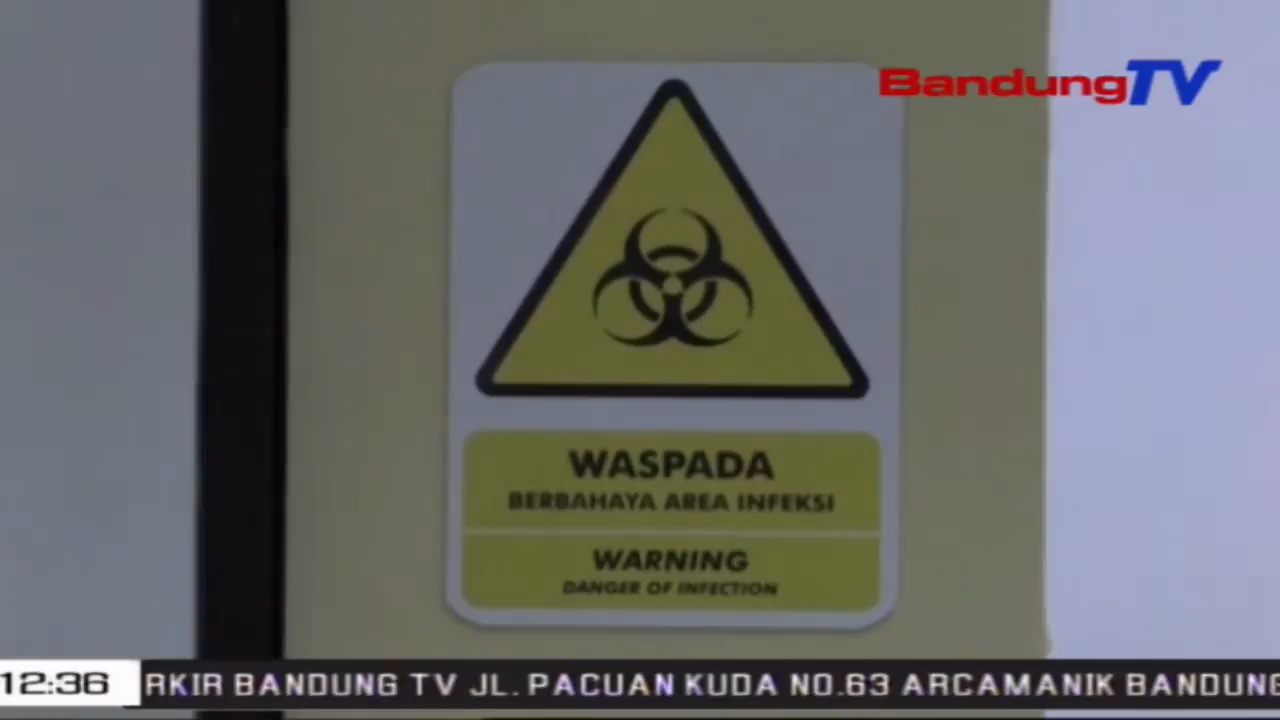 BandungTV
WASPADA
BERBAHAYA AREA INFEKSI
WARNING
DANGER OF INFECTION
12:36 RKIR BANDUNG TV JL. PACUAN KUDA NO.63 ARCAMANIK BANDUNG